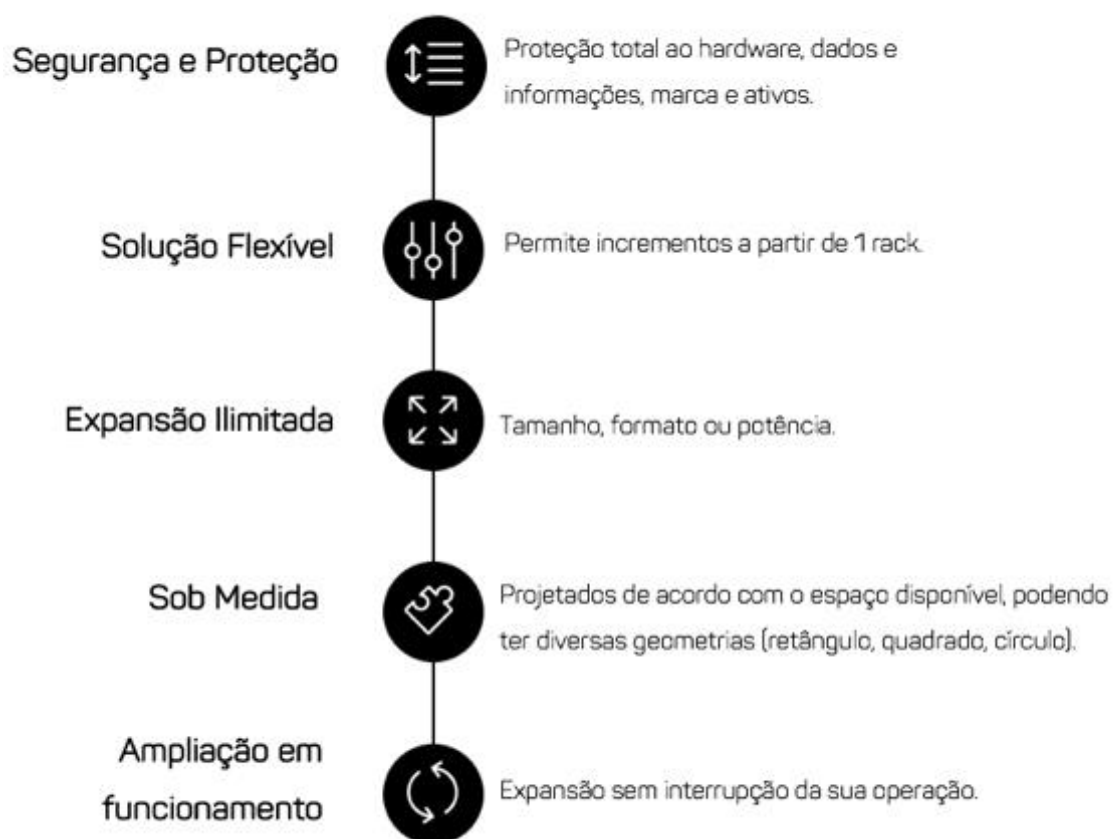 Segurança e Proteção
Proteção total ao hardware, dados e
informações, marca e ativos.
Solução Flexível
Permite incrementos a partir de 1 rack.
Expansão Ilimitada
Tamanho, formato ou potência.
Sob Medida
Projetados de acordo com o espaço disponível, podendo
ter diversas geometrias (retângulo, quadrado, círculo).
Ampliação em
funcionamento
Expansão sem interrupção da sua operação.